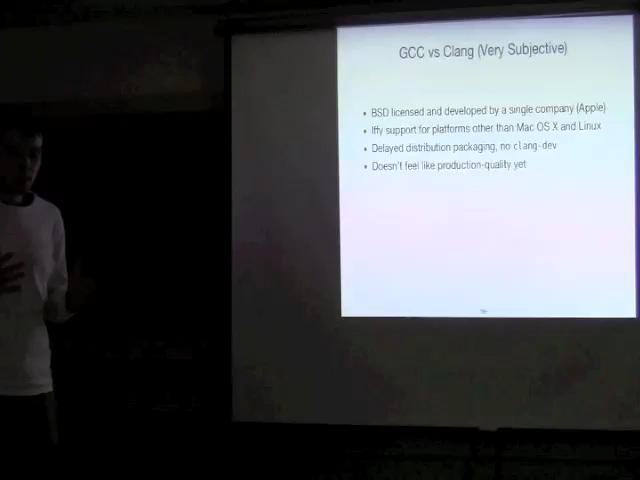 GCC vs Clang (Very Subjective)
• BSD licensed and developed by a single company (Apple)
• Iffy support for platforms other than Mac OS X and Linux
• Delayed distribution packaging, no clang-dev
• Doesn't feel like production-quality yet